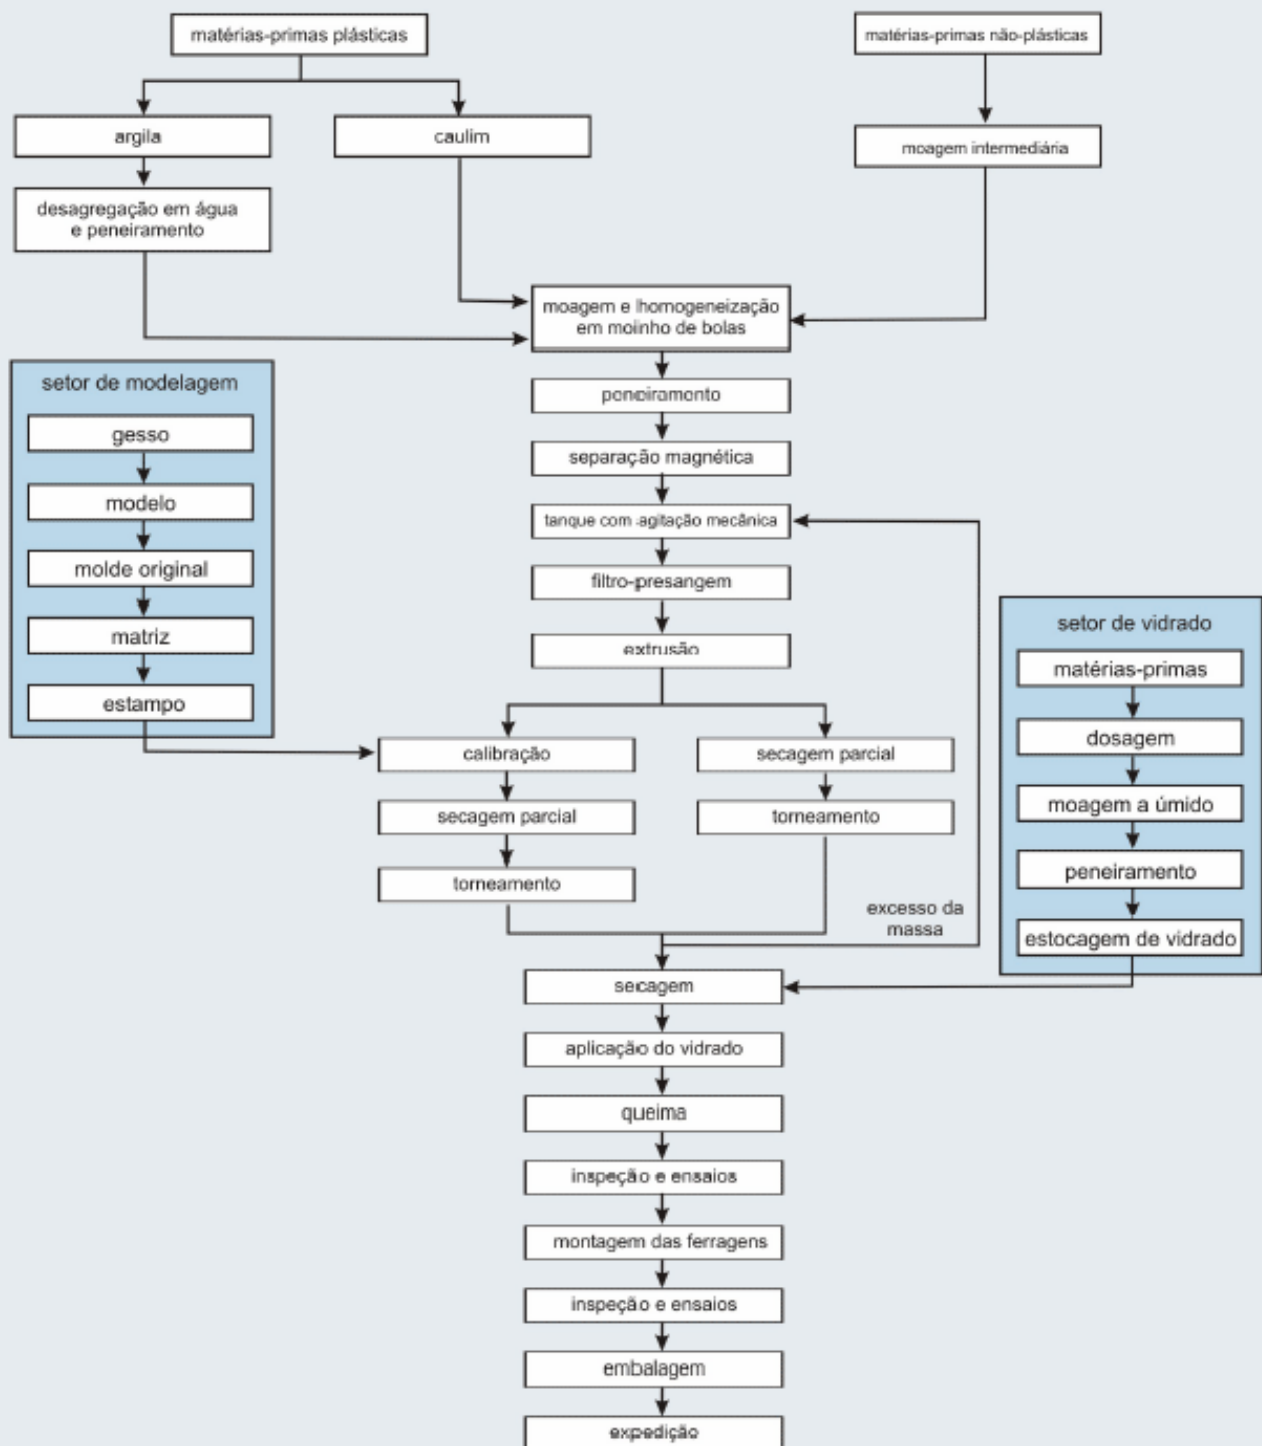 matérias-primas plásticas
matérias-primas não-plásticas
argila
caulim
moagem intermediária
desagregação em água
e peneiramento
moagem e homogeneização
em moinho de bolas
setor de modelagem
gesso
modelo
molde original
matriz
estampo
peneiramento
separação magnética
tanque com agitação mecânica
filtro-presangem
extrusão
calibração
secagem parcial
torneamento
secagem parcial
torneamento
excesso da
massa
setor de vidrado
matérias-primas
dosagem
moagem a úmido
peneiramento
estocagem de vidrado
secagem
aplicação do vidrado
queima
inspeção e ensaios
montagem das ferragens
inspeção e ensaios
embalagem
expedição